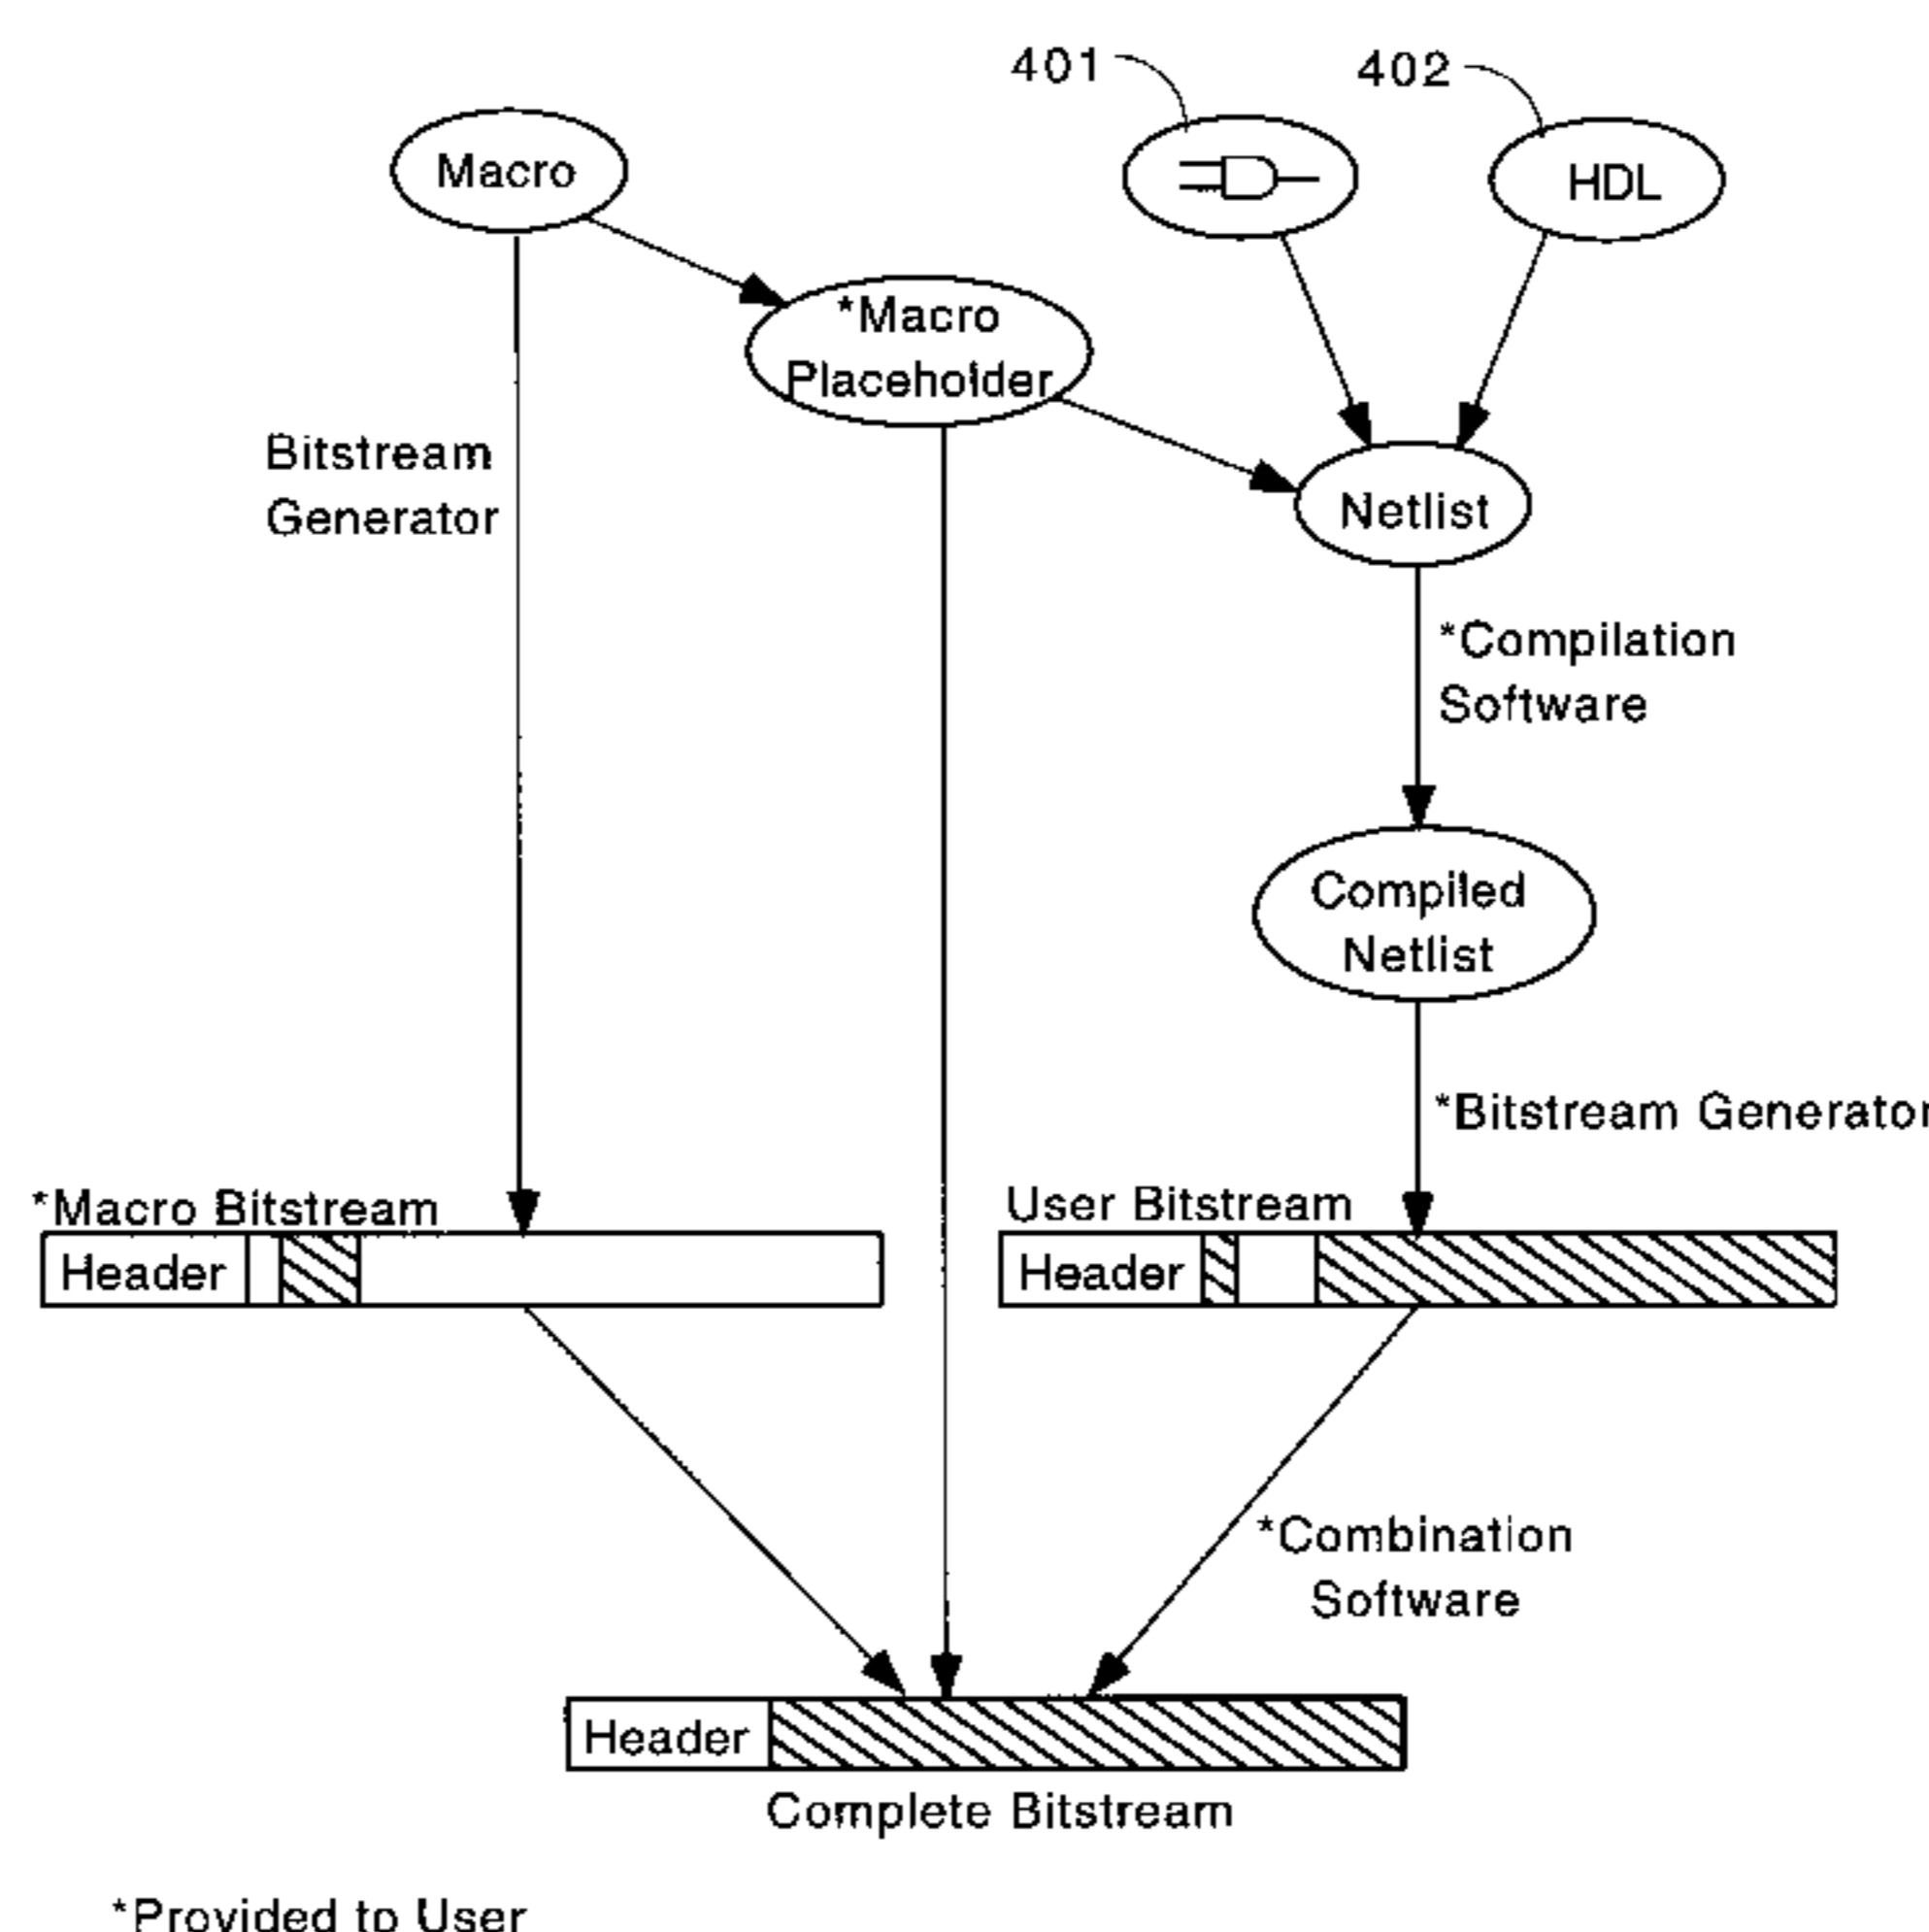 401
402
Macro
HDL
*Macro
Placeholder
Bitstream
Generator
Netlist
*Compilation
Software
Compiled
Netlist
*Bitstream Generator
*Macro Bitstream
User Bitstream
Header
Header
*Combination
Software
Header
Complete Bitstream
*Provided to User